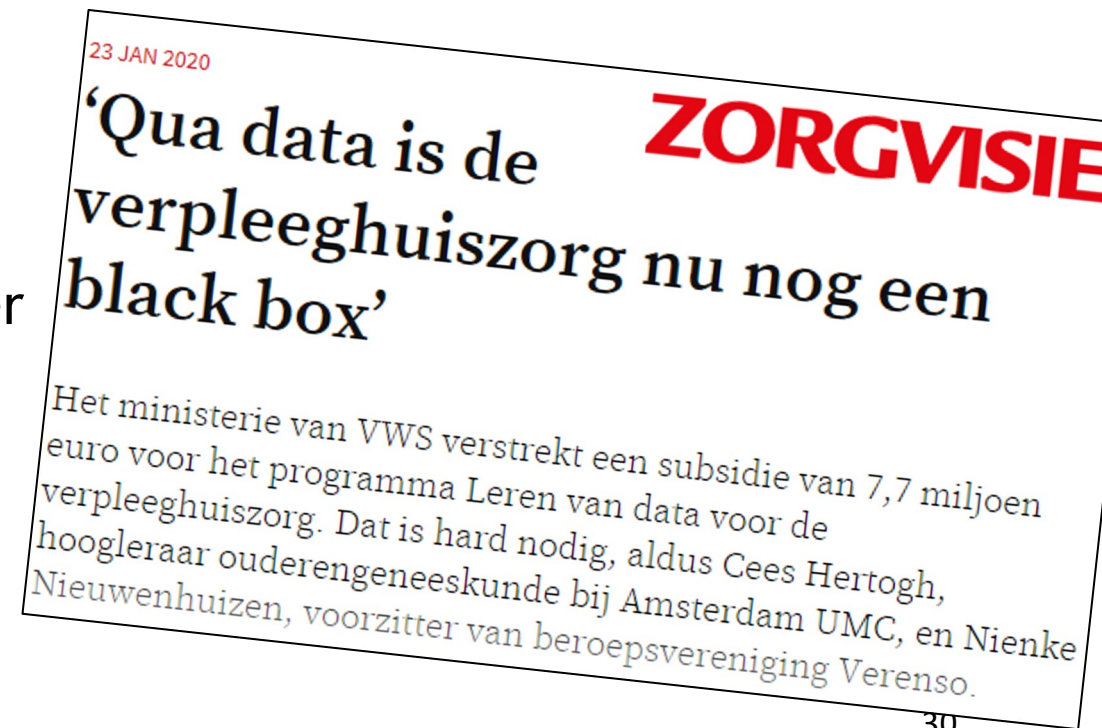 23 JAN 2020
ZORGVISIE
‘Qua data is de
verpleeghuiszorg nu nog een
black box’
er
Het ministerie van VWS verstrekt een subsidie van 7,7 miljoen
euro voor het programma Leren van data voor de
verpleeghuiszorg. Dat is hard nodig, aldus Cees Hertogh,
hoogleraar ouderengeneeskunde bij Amsterdam UMC, en Nienke
Nieuwenhuizen, voorzitter van beroepsvereniging Verenso.
30